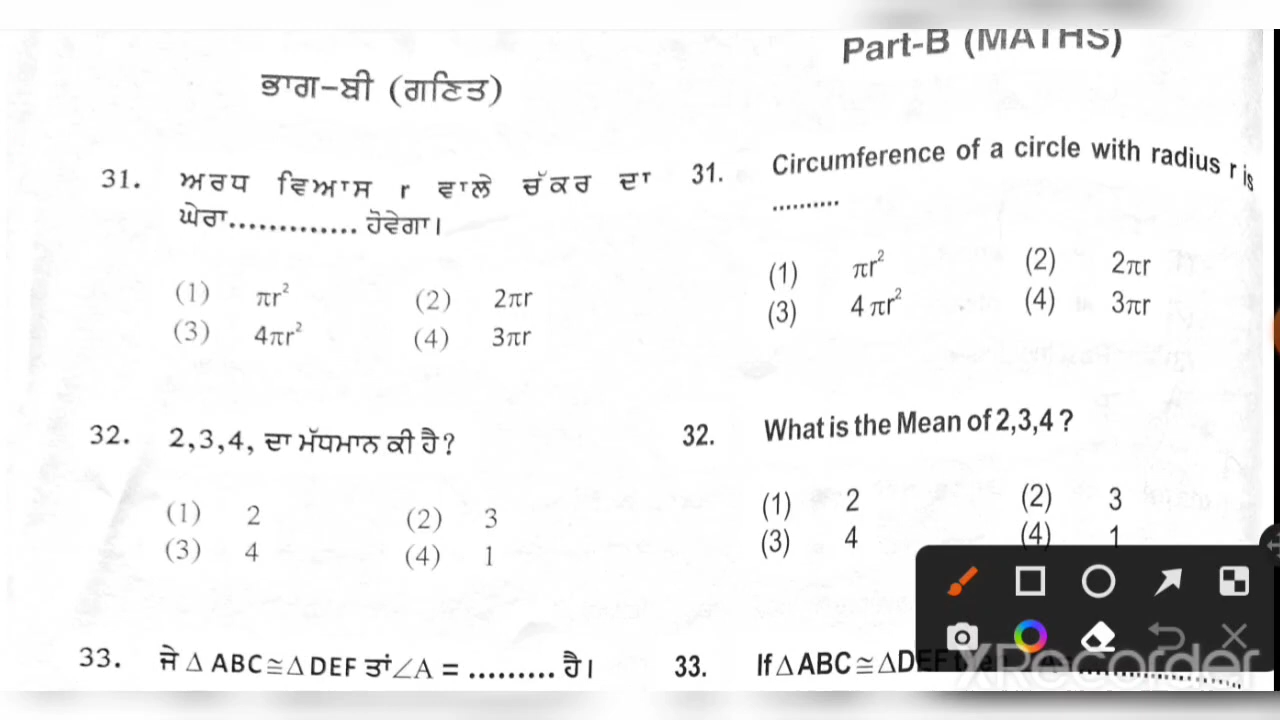 ਭਾਗ-ਬੀ (ਗਣਿਤ)
31. ਅਰਧ ਵਿਆਸ r ਵਾਲੇ ਚੱਕਰ ਦਾ
ਘੇਰਾ............. ਹੋਵੇਗਾ।
(1) πr² (2) 2πr
(3) 4πr² (4) 3πr
32. 2,3,4, ਦਾ ਮੱਧਮਾਨ ਕੀ ਹੈ?
(1) 2 (2) 3
(3) 4 (4) 1
33. ਜੇ Δ ABC≅Δ DEF ਤਾਂ ∠A = ......... ਹੈ।
Part-B (MATHS)
31. Circumference of a circle with radius r is
..........
(1) πr² (2) 2πr
(3) 4 πr² (4) 3πr
32. What is the Mean of 2,3,4 ?
(1) 2 (2) 3
(3) 4 (4) 1
33. If Δ ABC ≅ ΔDEF
XRecorder